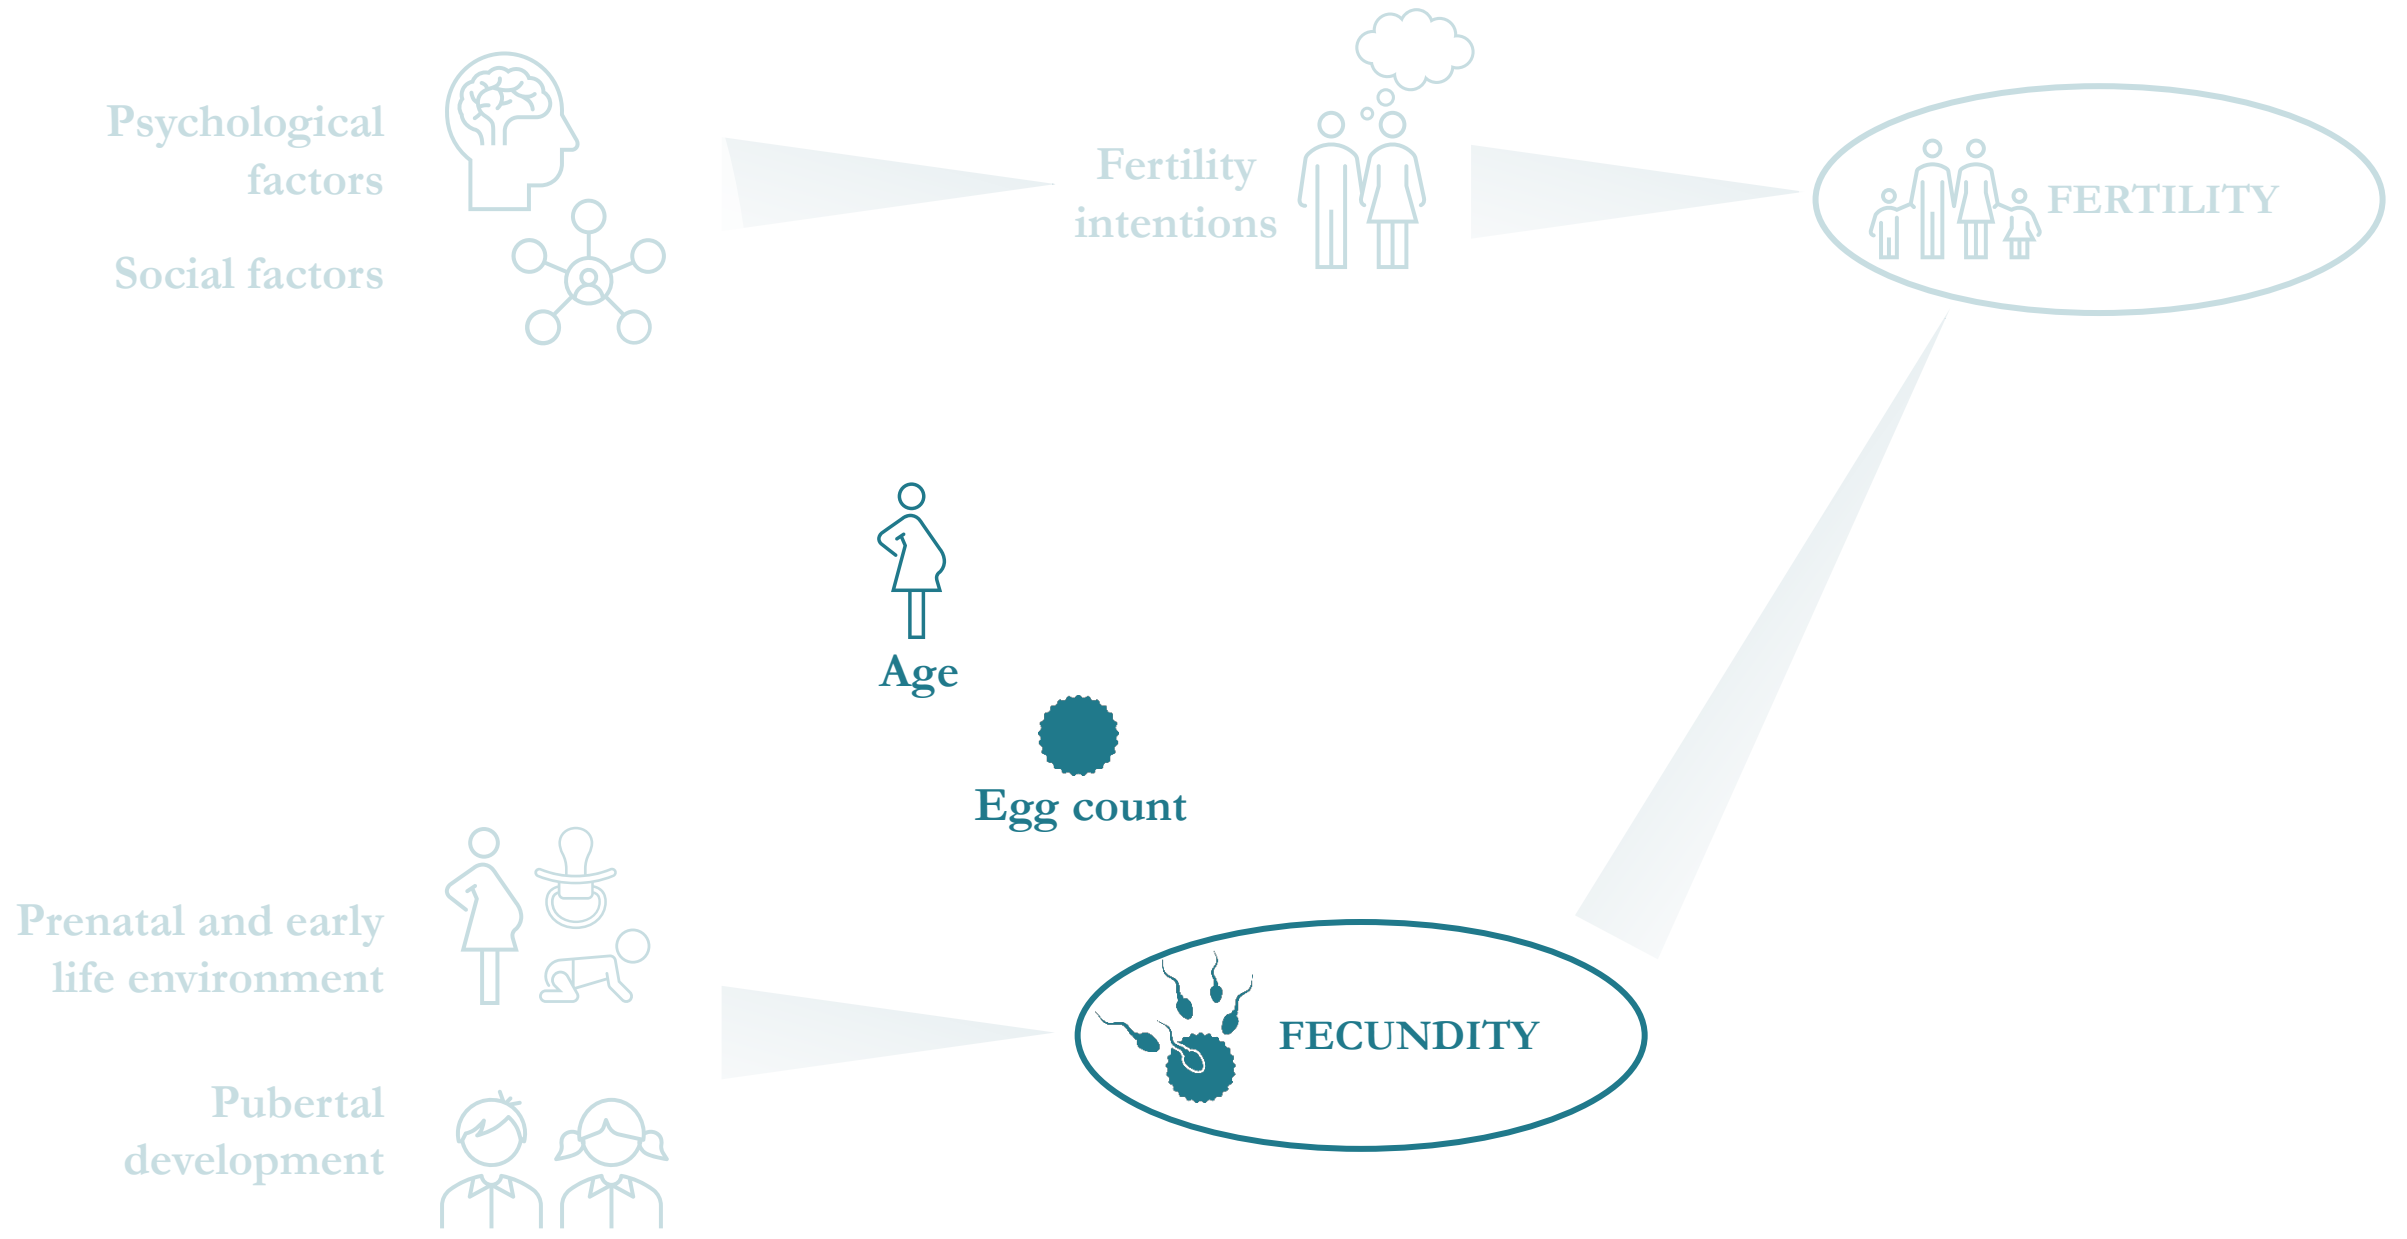 Psychological
factors
Social factors
Fertility
intentions
FERTILITY
Age
Egg count
Prenatal and early
life environment
FECUNDITY
Pubertal
development